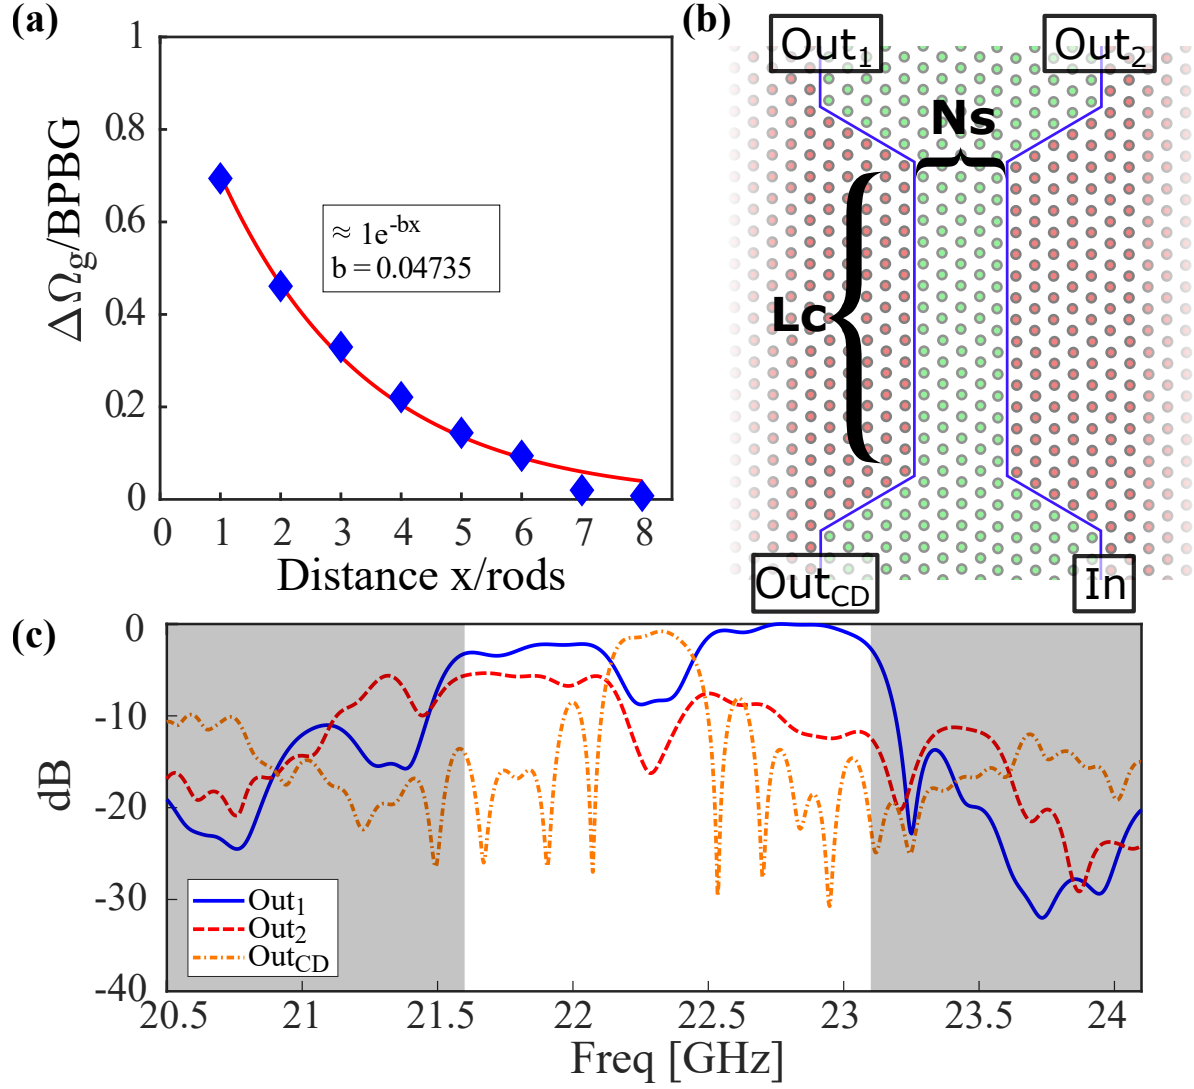 (a)
1
0.8
0.6
0.4
0.2
0
ΔΩg/BPBG
≈ 1e-bx
b = 0.04735
0 1 2 3 4 5 6 7 8
Distance x/rods
(b)
Out1
Out2
Ns
Lc
OutCD
In
(c)
0
-10
-20
-30
-40
dB
Out1
Out2
OutCD
20.5 21 21.5 22 22.5 23 23.5 24
Freq [GHz]